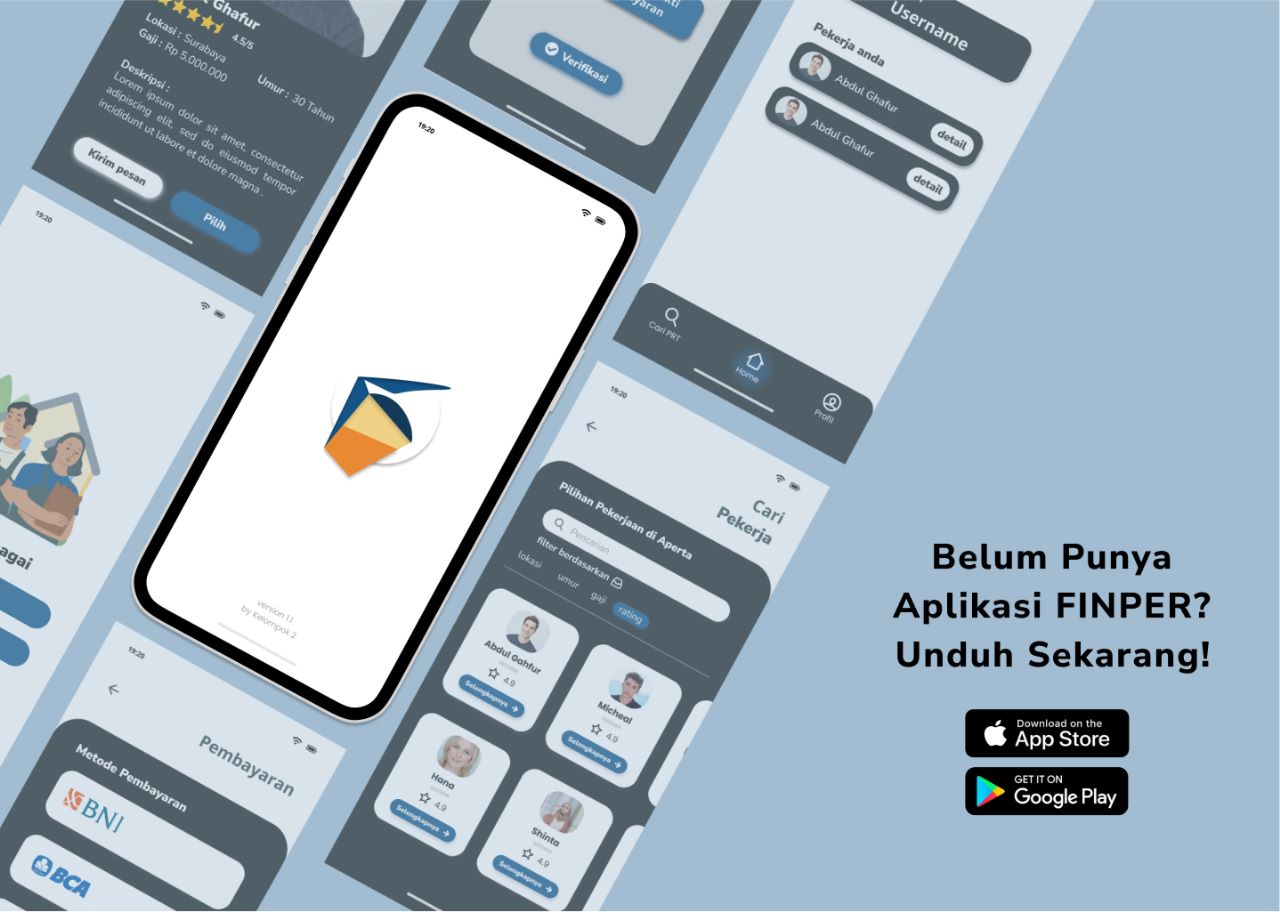 Ghafur
4.5/5
Lokasi : Surabaya
Gaji : Rp 5.000.000
Umur : 30 Tahun
Deskripsi :
Lorem ipsum dolor sit amet, consectetur
adipiscing elit, sed do eiusmod tempor
incididunt ut labore et dolore magna .
Kirim pesan
Pilih
Verifikasi
Username
Pekerja anda
Abdul Ghafur
detail
Abdul Ghafur
detail
Cari PRT
Home
Profil
19:20
version 1.1
by Kelompok 2
19:20
19:20
Pembayaran
Metode Pembayaran
BNI
BCA
19:20
Cari
Pekerja
Pilihan Pekerjaan di Aperta
Pencarian
filter berdasarkan
lokasi
umur
gaji
rating
Abdul Gahfur
4.9
Selengkapnya
Micheal
4.9
Selengkapnya
Hana
4.9
Selengkapnya
Shinta
4.9
Selengkapnya
Belum Punya
Aplikasi FINPER?
Unduh Sekarang!
Download on the
App Store
GET IT ON
Google Play